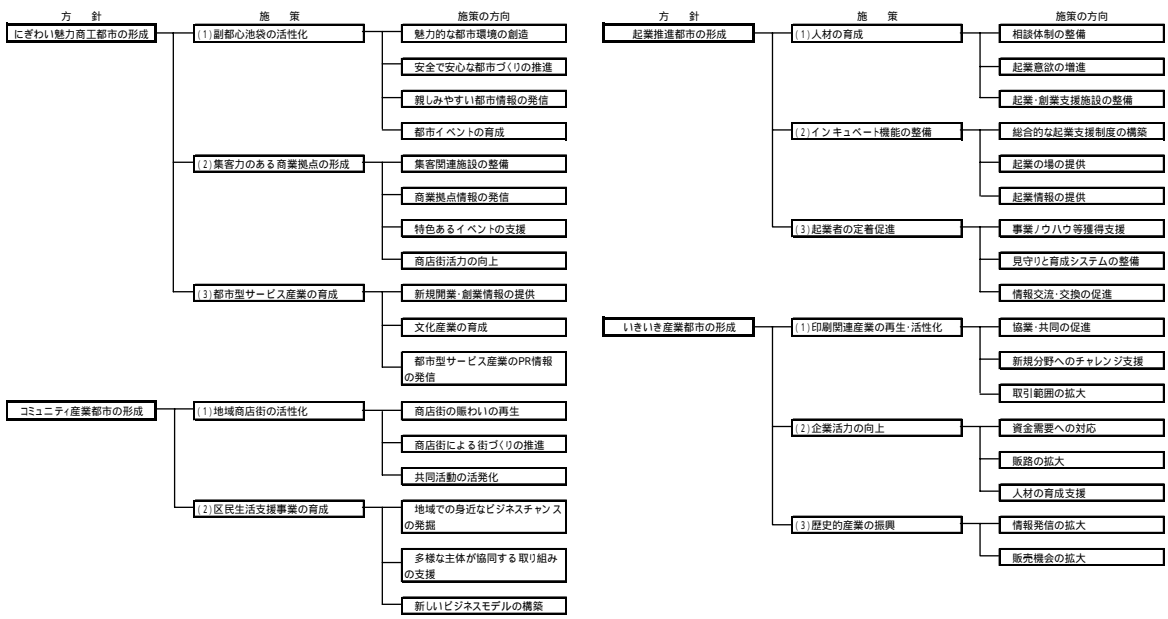 方　針　施　策　施策の方向
にぎわい魅力商工都市の形成
(1)副都心池袋の活性化
魅力的な都市環境の創造
安全で安心な都市づくりの推進
親しみやすい都市情報の発信
都市イベントの育成
(2)集客力のある商業拠点の形成
集客関連施設の整備
商業拠点情報の発信
特色あるイベントの支援
商店街活力の向上
(3)都市型サービス産業の育成
新規開業・創業情報の提供
文化産業の育成
都市型サービス産業のPR情報
の発信
コミュニティ産業都市の形成
(1)地域商店街の活性化
商店街の賑わいの再生
商店街による街づくりの推進
共同活動の活発化
(2)区民生活支援事業の育成
地域での身近なビジネスチャンス
の発掘
多様な主体が協同する取り組み
の支援
新しいビジネスモデルの構築
方　針　施　策　施策の方向
起業推進都市の形成
(1)人材の育成
相談体制の整備
起業意欲の増進
起業・創業支援施設の整備
(2)インキュベート機能の整備
総合的な起業支援制度の構築
起業の場の提供
起業情報の提供
(3)起業者の定着促進
事業ノウハウ等獲得支援
見守りと育成システムの整備
情報交流・交換の促進
いきいき産業都市の形成
(1)印刷関連産業の再生・活性化
協業・共同の促進
新規分野へのチャレンジ支援
取引範囲の拡大
(2)企業活力の向上
資金需要への対応
販路の拡大
人材の育成支援
(3)歴史的産業の振興
情報発信の拡大
販売機会の拡大